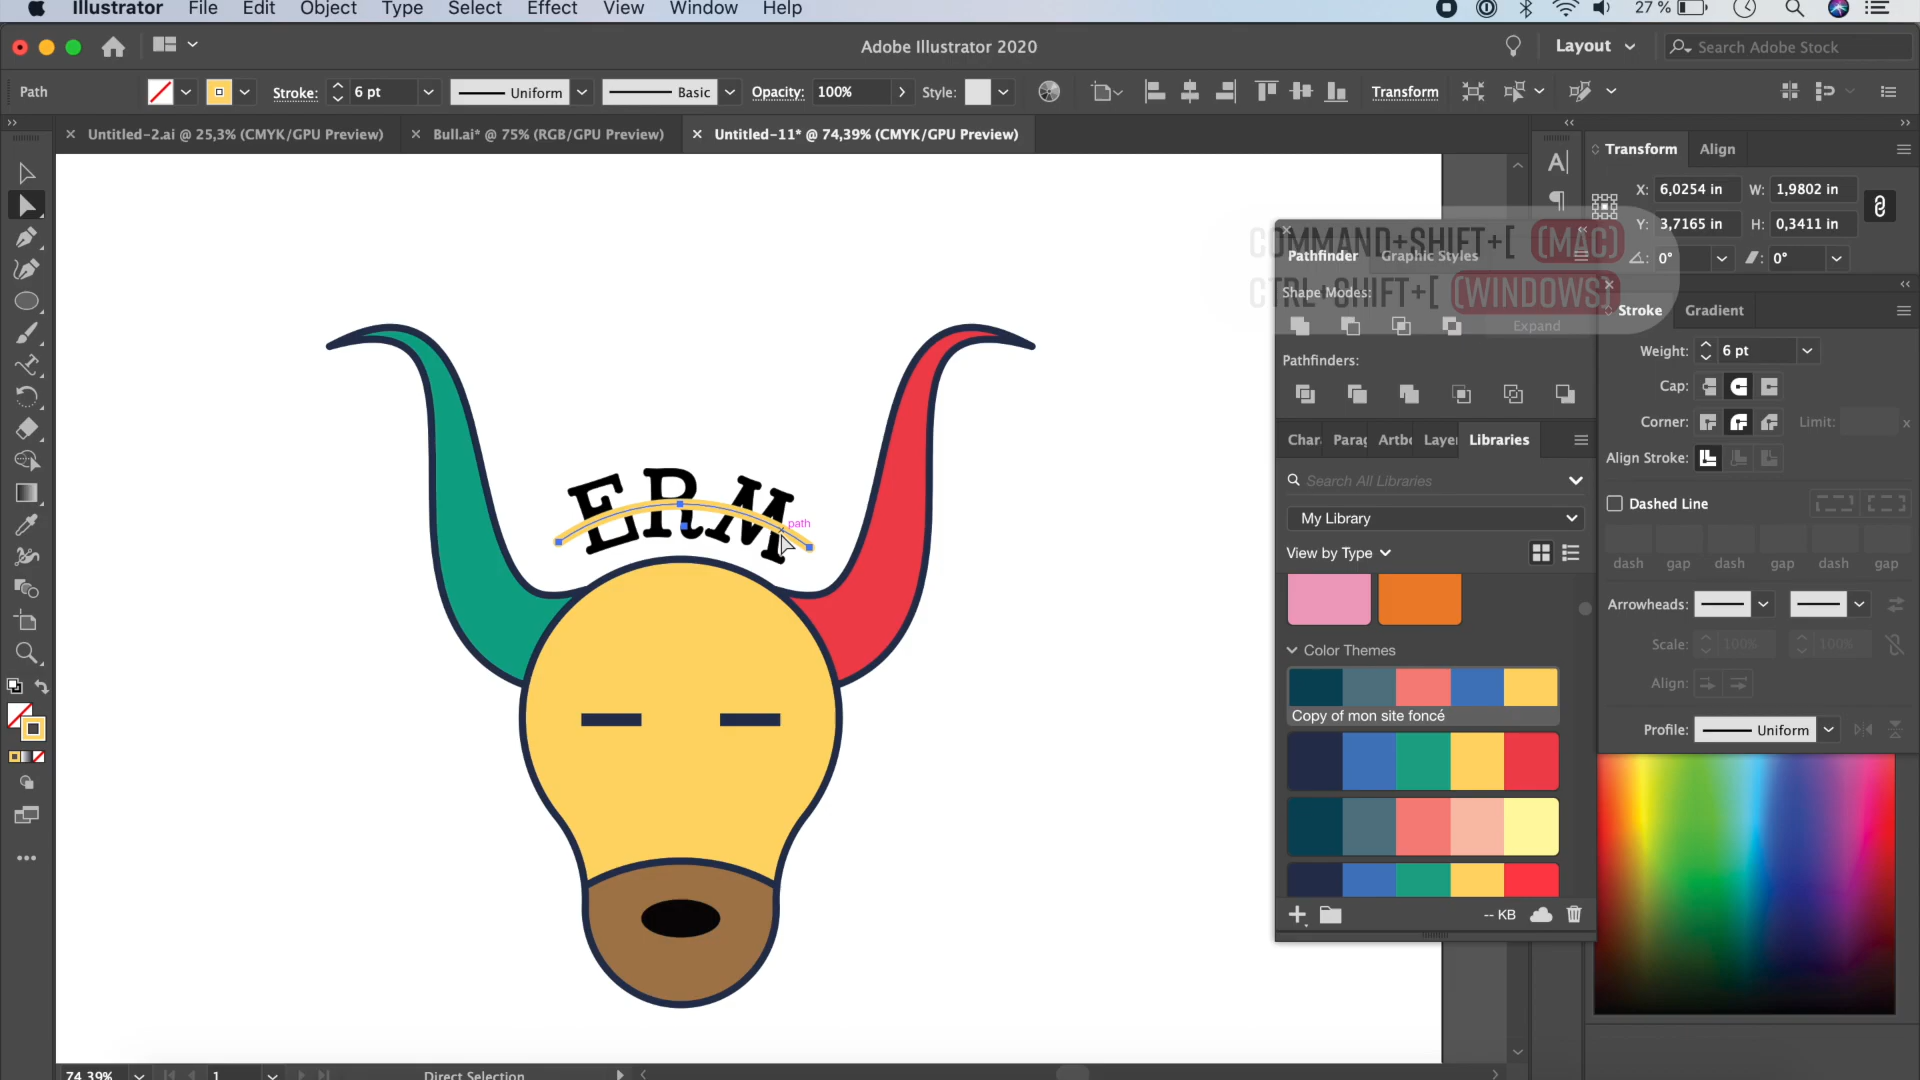 Illustrator File Edit Object Type Select Effect View Window Help 27 %
Adobe Illustrator 2020 Layout Search Adobe Stock
Path Stroke: 6 pt Uniform Basic Opacity: 100% Style: Transform
Untitled-2.ai @ 25,3% (CMYK/GPU Preview) Bull.ai* @ 75% (RGB/GPU Preview) Untitled-11* @ 74,39% (CMYK/GPU Preview)
Transform Align
X: 6,0254 in W: 1,9802 in
Y: 3,7165 in H: 0,3411 in
0° 0°
COMMAND+SHIFT+[ (MAC)
CTRL+SHIFT+[ (WINDOWS)
Pathfinder Graphic Styles
Shape Modes:
Expand
Pathfinders:
Char Parag Artbo Layer Libraries
Search All Libraries
My Library
View by Type
Color Themes
Copy of mon site foncé
-- KB
Stroke Gradient
Weight: 6 pt
Cap:
Corner: Limit: x
Align Stroke:
Dashed Line
dash gap dash gap dash gap
Arrowheads:
Scale: 100% 100%
Align:
Profile: Uniform
ERM
path
74,39% 1 Direct Selection